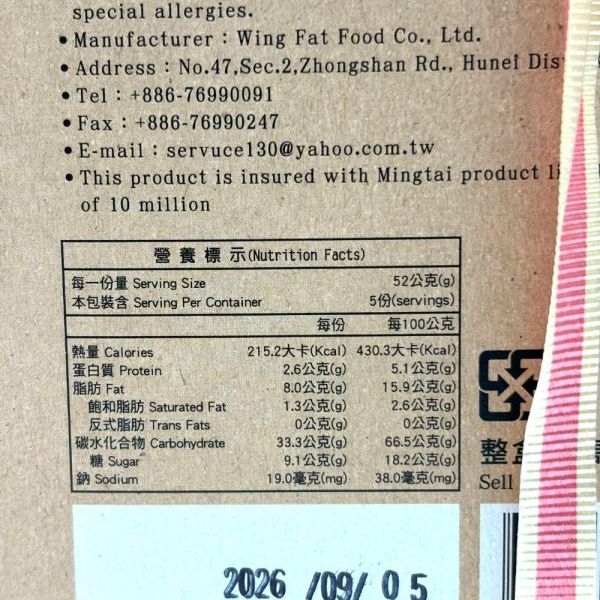 special allergies.
• Manufacturer：Wing Fat Food Co., Ltd.
• Address：No.47,Sec.2,Zhongshan Rd., Hunei Dis
• Tel：+886-76990091
• Fax：+886-76990247
• E-mail：servuce130@yahoo.com.tw
• This product is insured with Mingtai product li
of 10 million
營養標示(Nutrition Facts)
每一份量 Serving Size 52公克(g)
本包裝含 Serving Per Container 5份(servings)
每份 每100公克
熱量 Calories 215.2大卡(Kcal) 430.3大卡(Kcal)
蛋白質 Protein 2.6公克(g) 5.1公克(g)
脂肪 Fat 8.0公克(g) 15.9公克(g)
飽和脂肪 Saturated Fat 1.3公克(g) 2.6公克(g)
反式脂肪 Trans Fats 0公克(g) 0公克(g)
碳水化合物 Carbohydrate 33.3公克(g) 66.5公克(g)
糖 Sugar 9.1公克(g) 18.2公克(g)
鈉 Sodium 19.0毫克(mg) 38.0毫克(mg)
整
Sell
2026 /09/ 05